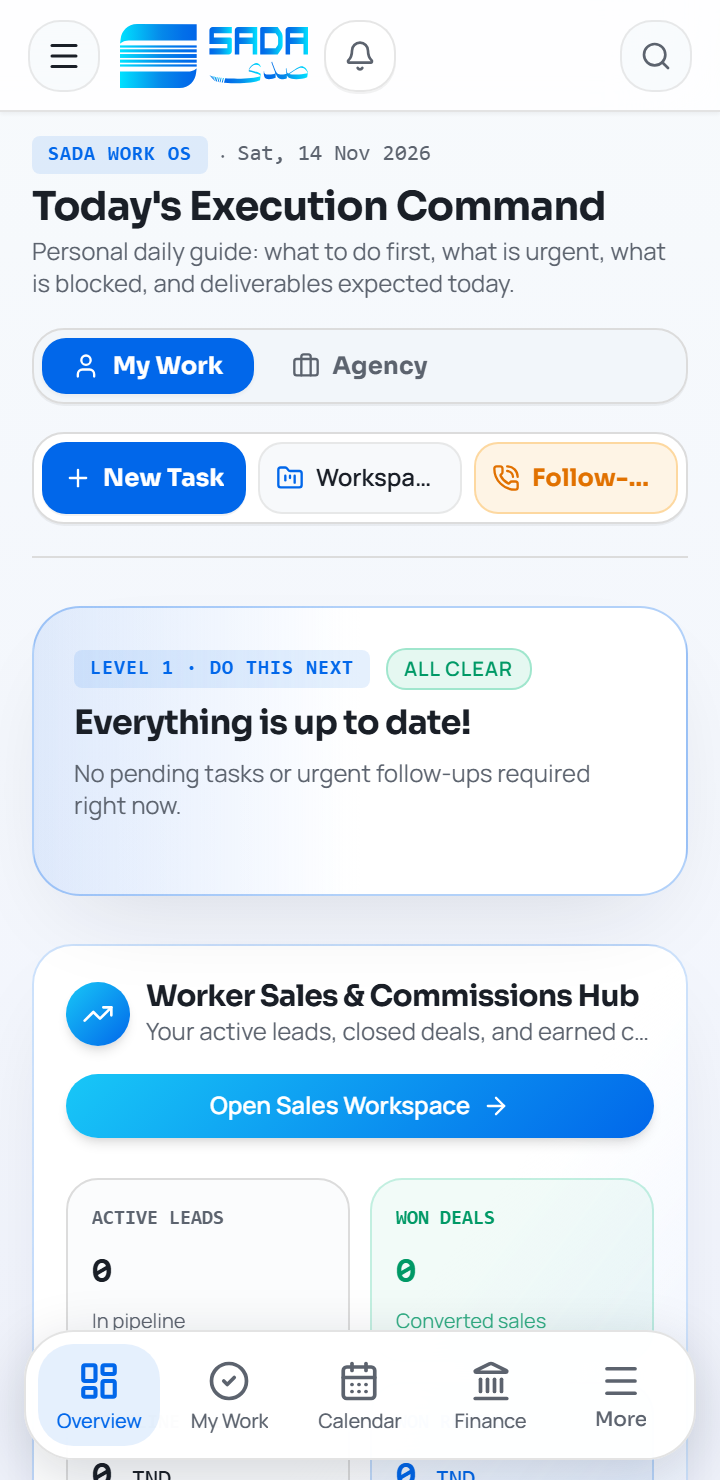 SADA
صدى
SADA WORK OS · Sat, 14 Nov 2026
Today's Execution Command
Personal daily guide: what to do first, what is urgent, what
is blocked, and deliverables expected today.
My Work Agency
New Task Workspa... Follow-...
LEVEL 1 · DO THIS NEXT ALL CLEAR
Everything is up to date!
No pending tasks or urgent follow-ups required
right now.
Worker Sales & Commissions Hub
Your active leads, closed deals, and earned c...
Open Sales Workspace →
ACTIVE LEADS WON DEALS
0 0
In pipeline Converted sales
Overview My Work Calendar Finance More
0 TND 0 TND